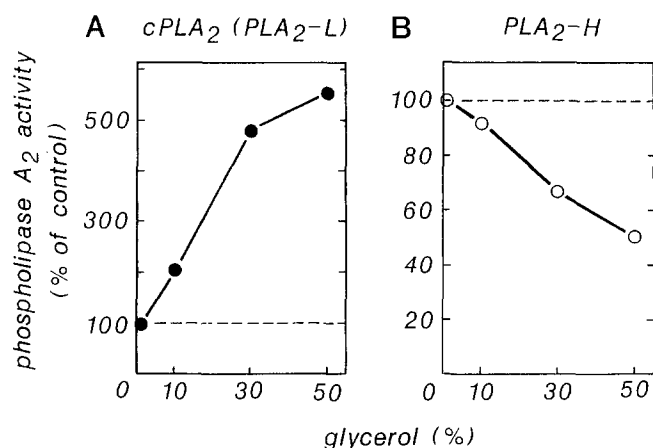 A cPLA₂ (PLA₂-L)
B PLA₂-H
phospholipase A₂ activity
(% of control)
500
300
100
0 10 30 50
100
80
60
40
20
0 10 30 50
glycerol (%)